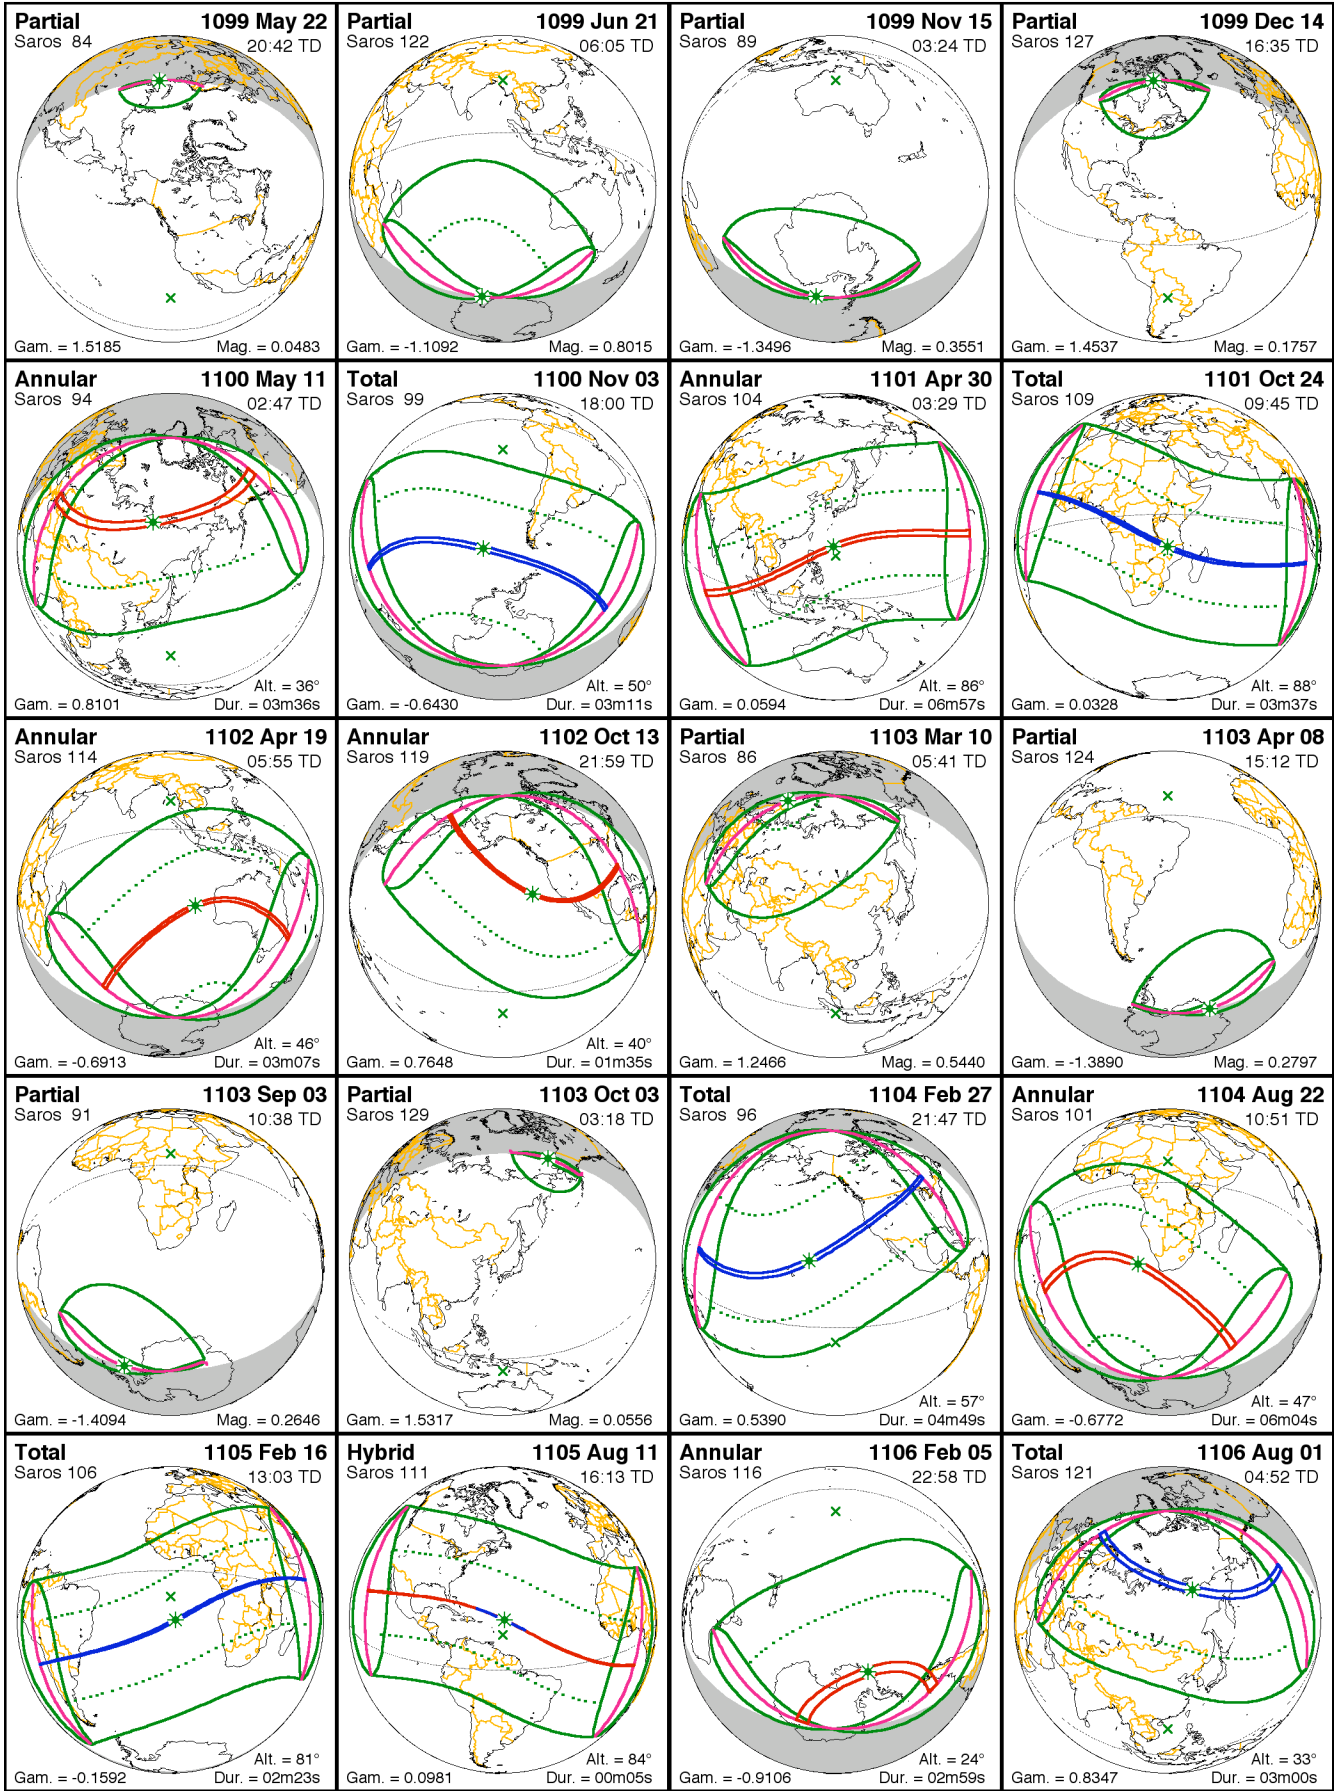 Partial 1099 May 22
Saros 84 20:42 TD
Gam. = 1.5185 Mag. = 0.0483
Partial 1099 Jun 21
Saros 122 06:05 TD
Gam. = -1.1092 Mag. = 0.8015
Partial 1099 Nov 15
Saros 89 03:24 TD
Gam. = -1.3496 Mag. = 0.3551
Partial 1099 Dec 14
Saros 127 16:35 TD
Gam. = 1.4537 Mag. = 0.1757
Annular 1100 May 11
Saros 94 02:47 TD
Alt. = 36°
Gam. = 0.8101 Dur. = 03m36s
Total 1100 Nov 03
Saros 99 18:00 TD
Alt. = 50°
Gam. = -0.6430 Dur. = 03m11s
Annular 1101 Apr 30
Saros 104 03:29 TD
Alt. = 86°
Gam. = 0.0594 Dur. = 06m57s
Total 1101 Oct 24
Saros 109 09:45 TD
Alt. = 88°
Gam. = 0.0328 Dur. = 03m37s
Annular 1102 Apr 19
Saros 114 05:55 TD
Alt. = 46°
Gam. = -0.6913 Dur. = 03m07s
Annular 1102 Oct 13
Saros 119 21:59 TD
Alt. = 40°
Gam. = 0.7648 Dur. = 01m35s
Partial 1103 Mar 10
Saros 86 05:41 TD
Gam. = 1.2466 Mag. = 0.5440
Partial 1103 Apr 08
Saros 124 15:12 TD
Gam. = -1.3890 Mag. = 0.2797
Partial 1103 Sep 03
Saros 91 10:38 TD
Gam. = -1.4094 Mag. = 0.2646
Partial 1103 Oct 03
Saros 129 03:18 TD
Gam. = 1.5317 Mag. = 0.0556
Total 1104 Feb 27
Saros 96 21:47 TD
Alt. = 57°
Gam. = 0.5390 Dur. = 04m49s
Annular 1104 Aug 22
Saros 101 10:51 TD
Alt. = 47°
Gam. = -0.6772 Dur. = 06m04s
Total 1105 Feb 16
Saros 106 13:03 TD
Alt. = 81°
Gam. = -0.1592 Dur. = 02m23s
Hybrid 1105 Aug 11
Saros 111 16:13 TD
Alt. = 84°
Gam. = 0.0981 Dur. = 00m05s
Annular 1106 Feb 05
Saros 116 22:58 TD
Alt. = 24°
Gam. = -0.9106 Dur. = 02m59s
Total 1106 Aug 01
Saros 121 04:52 TD
Alt. = 33°
Gam. = 0.8347 Dur. = 03m00s